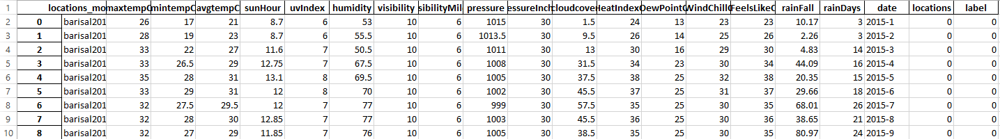 1 locations_mo maxtempC mintempC avgtempC sunHour uvIndex humidity visibility sibilityMil pressure essureInch cloudcover HeatIndex DewPointC WindChillC FeelsLikeC rainFall rainDays date locations label
2 0 barisal201 26 17 21 8.7 6 53 10 6 1015 30 1.5 24 13 23 23 10.17 3 2015-1 0 0
3 1 barisal201 28 19 23 8.7 6 55.5 10 6 1013.5 30 9.5 26 14 25 26 2.26 3 2015-2 0 0
4 2 barisal201 33 22 27 11.6 7 50.5 10 6 1011 30 13 30 16 29 30 4.83 14 2015-3 0 0
5 3 barisal201 33 26.5 29 12.75 7 67.5 10 6 1008 30 31.5 34 23 30 34 44.09 16 2015-4 0 0
6 4 barisal201 35 28 31 13.1 8 69.5 10 6 1005 30 37.5 38 25 32 38 20.35 15 2015-5 0 0
7 5 barisal201 33 29 31 12 8 70 10 6 1002 30 45.5 37 25 31 37 29.66 18 2015-6 0 0
8 6 barisal201 32 27.5 29.5 12 7 77 10 6 999 30 57.5 35 25 30 35 68.01 26 2015-7 0 0
9 7 barisal201 32 28 30 12.85 7 77 10 6 1003 30 45.5 36 25 30 36 38.65 21 2015-8 0 0
10 8 barisal201 32 27 29 11.85 7 76 10 6 1005 30 38.5 35 25 30 35 80.97 24 2015-9 0 0